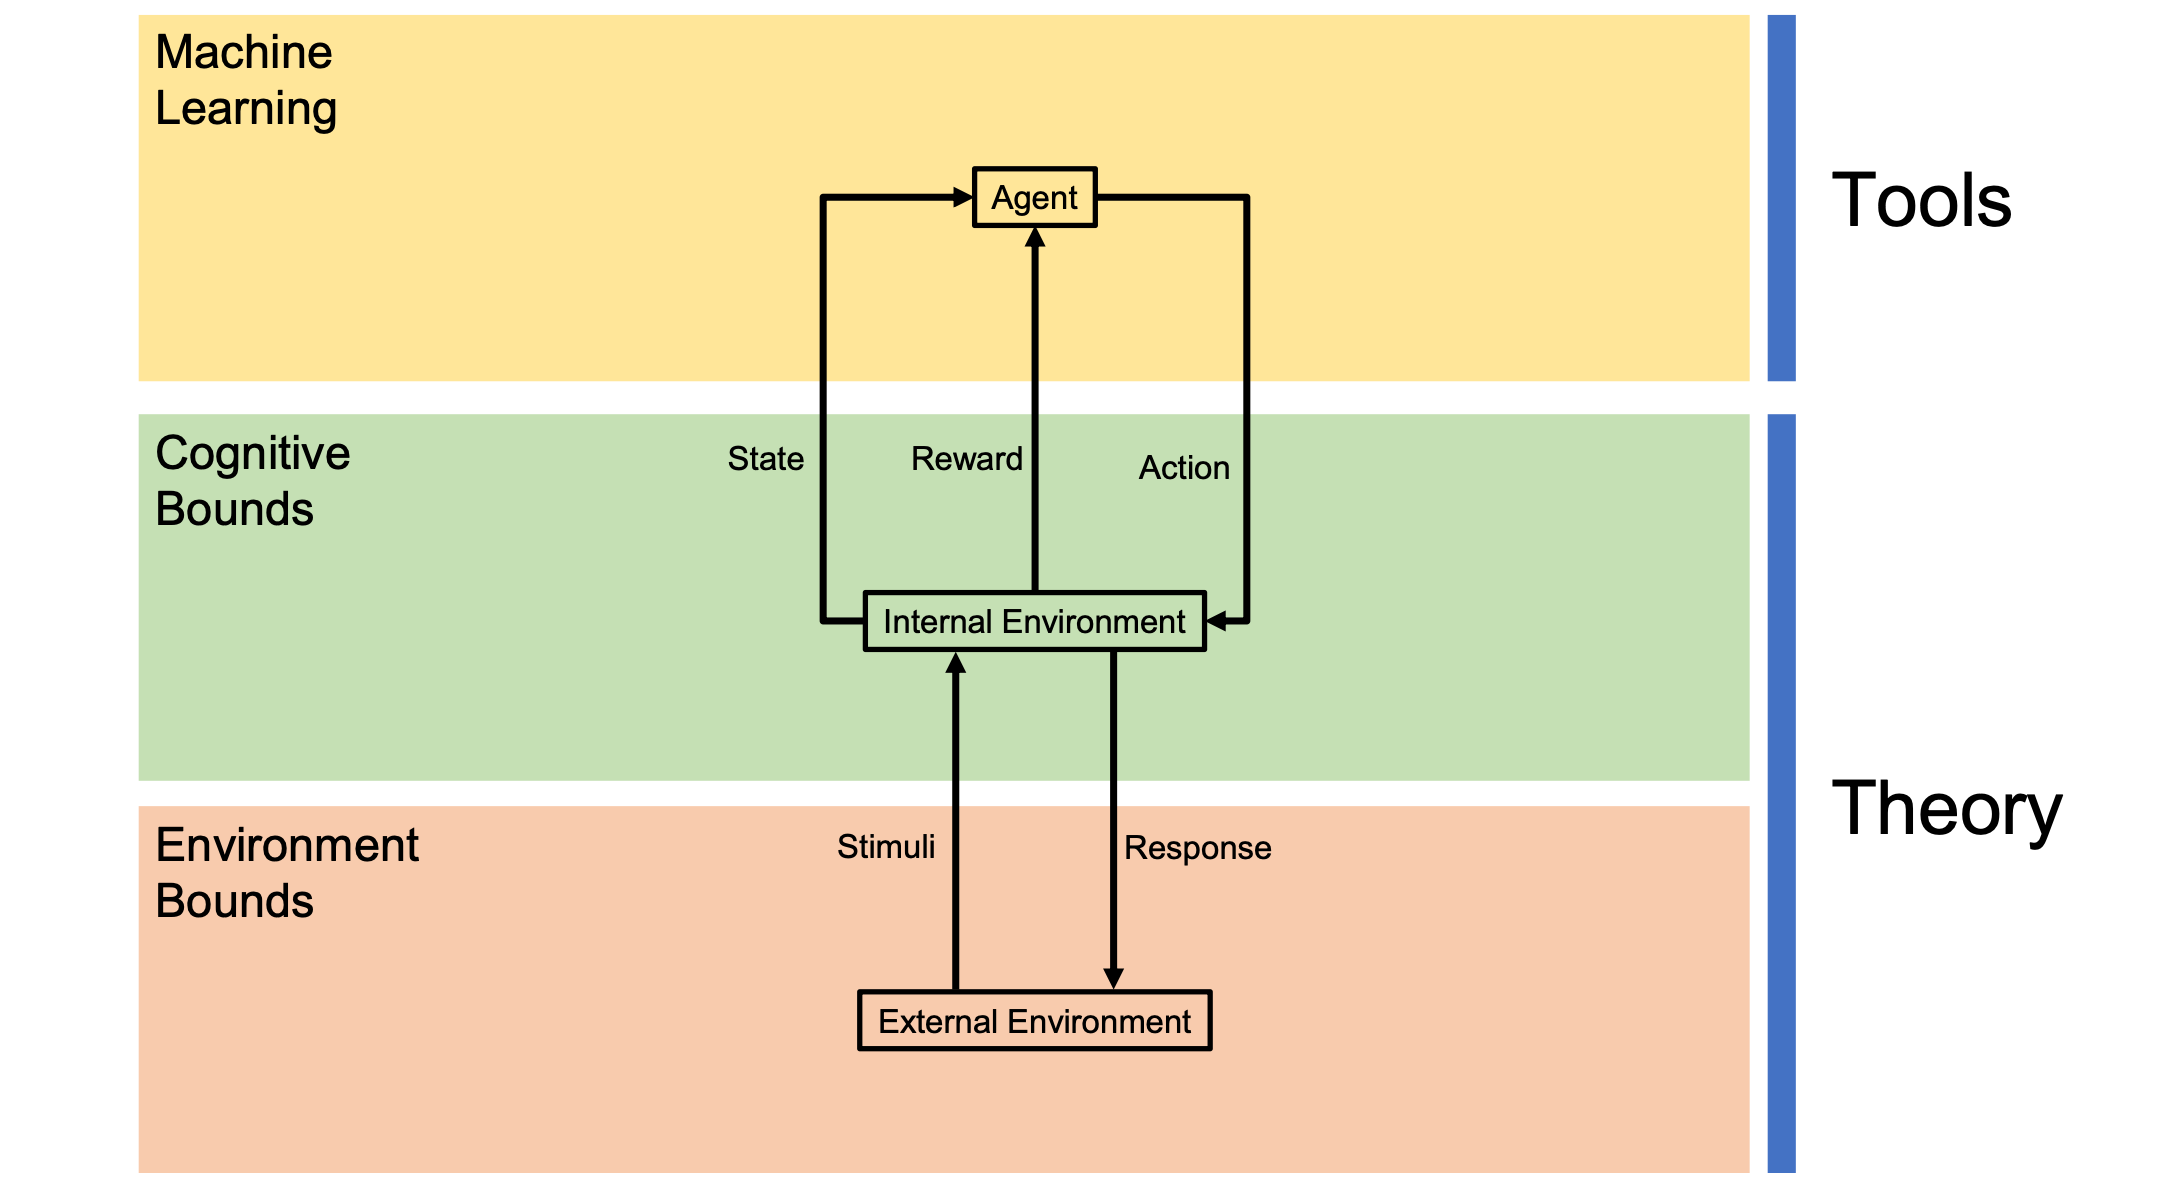 Machine
Learning
Agent
Tools
Cognitive
Bounds
State
Reward
Action
Internal Environment
Theory
Environment
Bounds
Stimuli
Response
External Environment